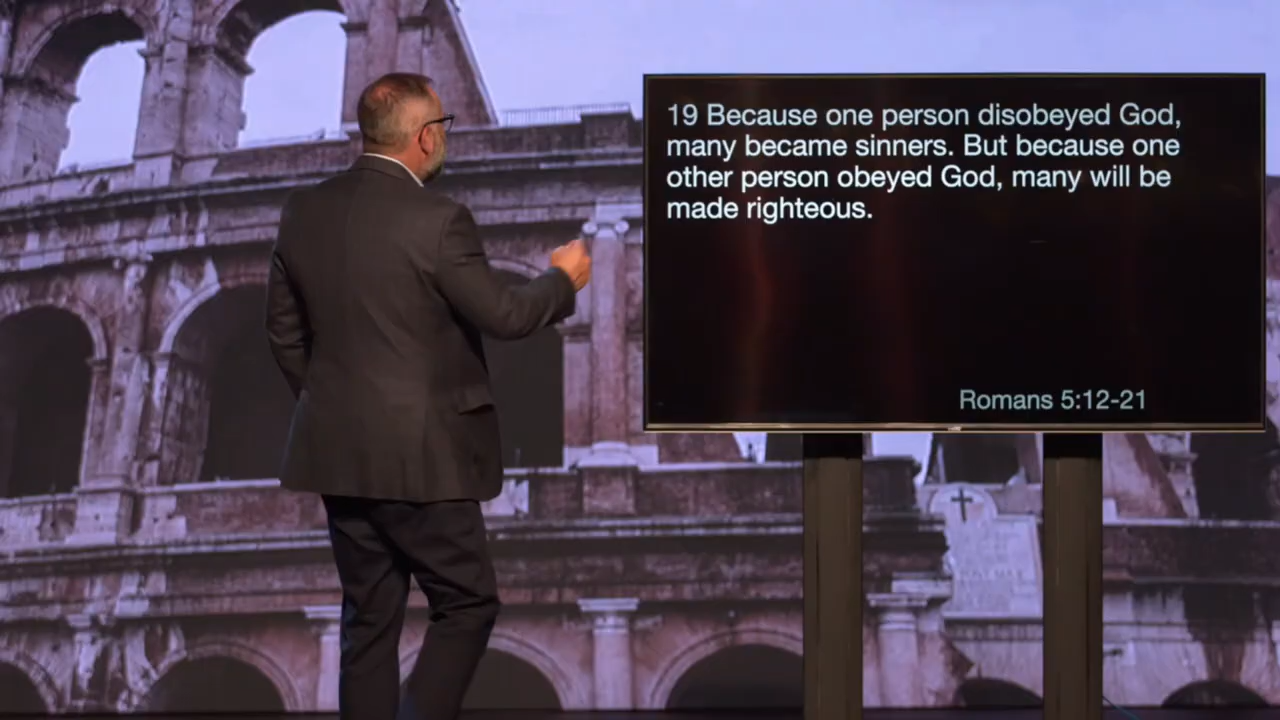 19 Because one person disobeyed God,
many became sinners. But because one
other person obeyed God, many will be
made righteous.
Romans 5:12-21